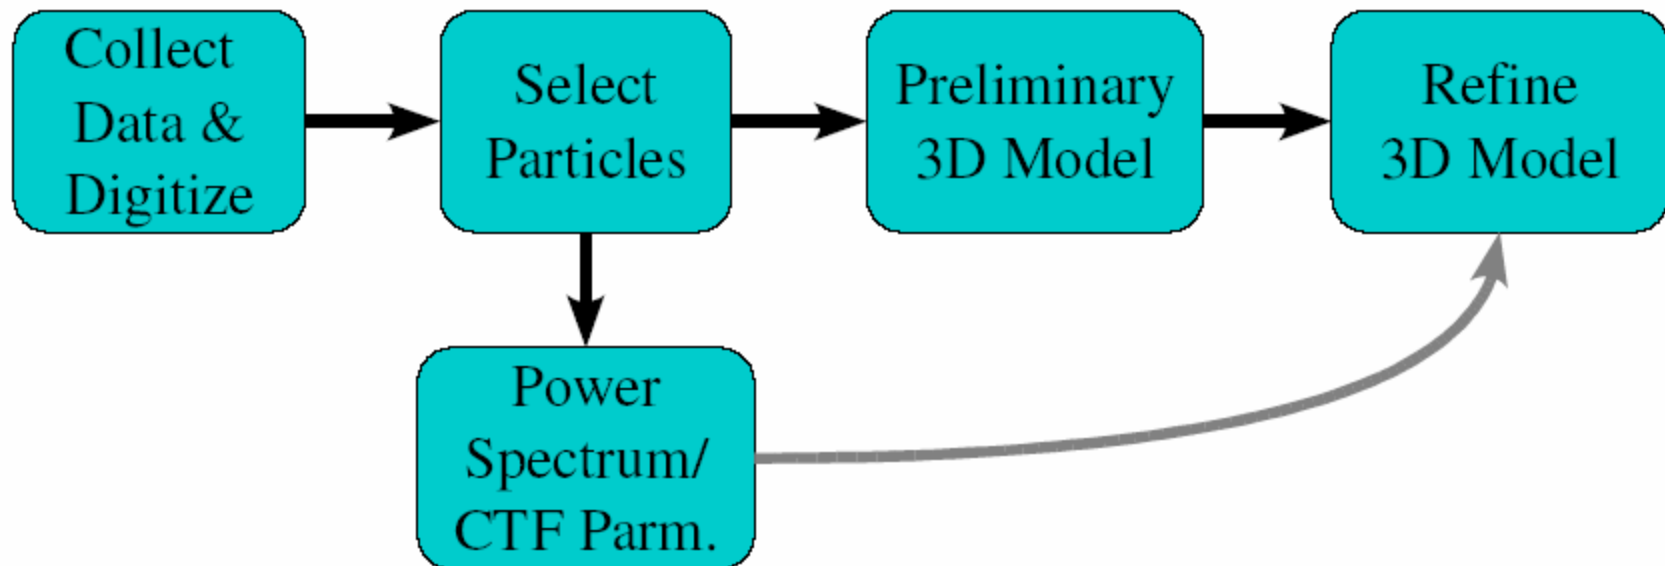 Collect
Data &
Digitize
Select
Particles
Preliminary
3D Model
Refine
3D Model
Power
Spectrum/
CTF Parm.